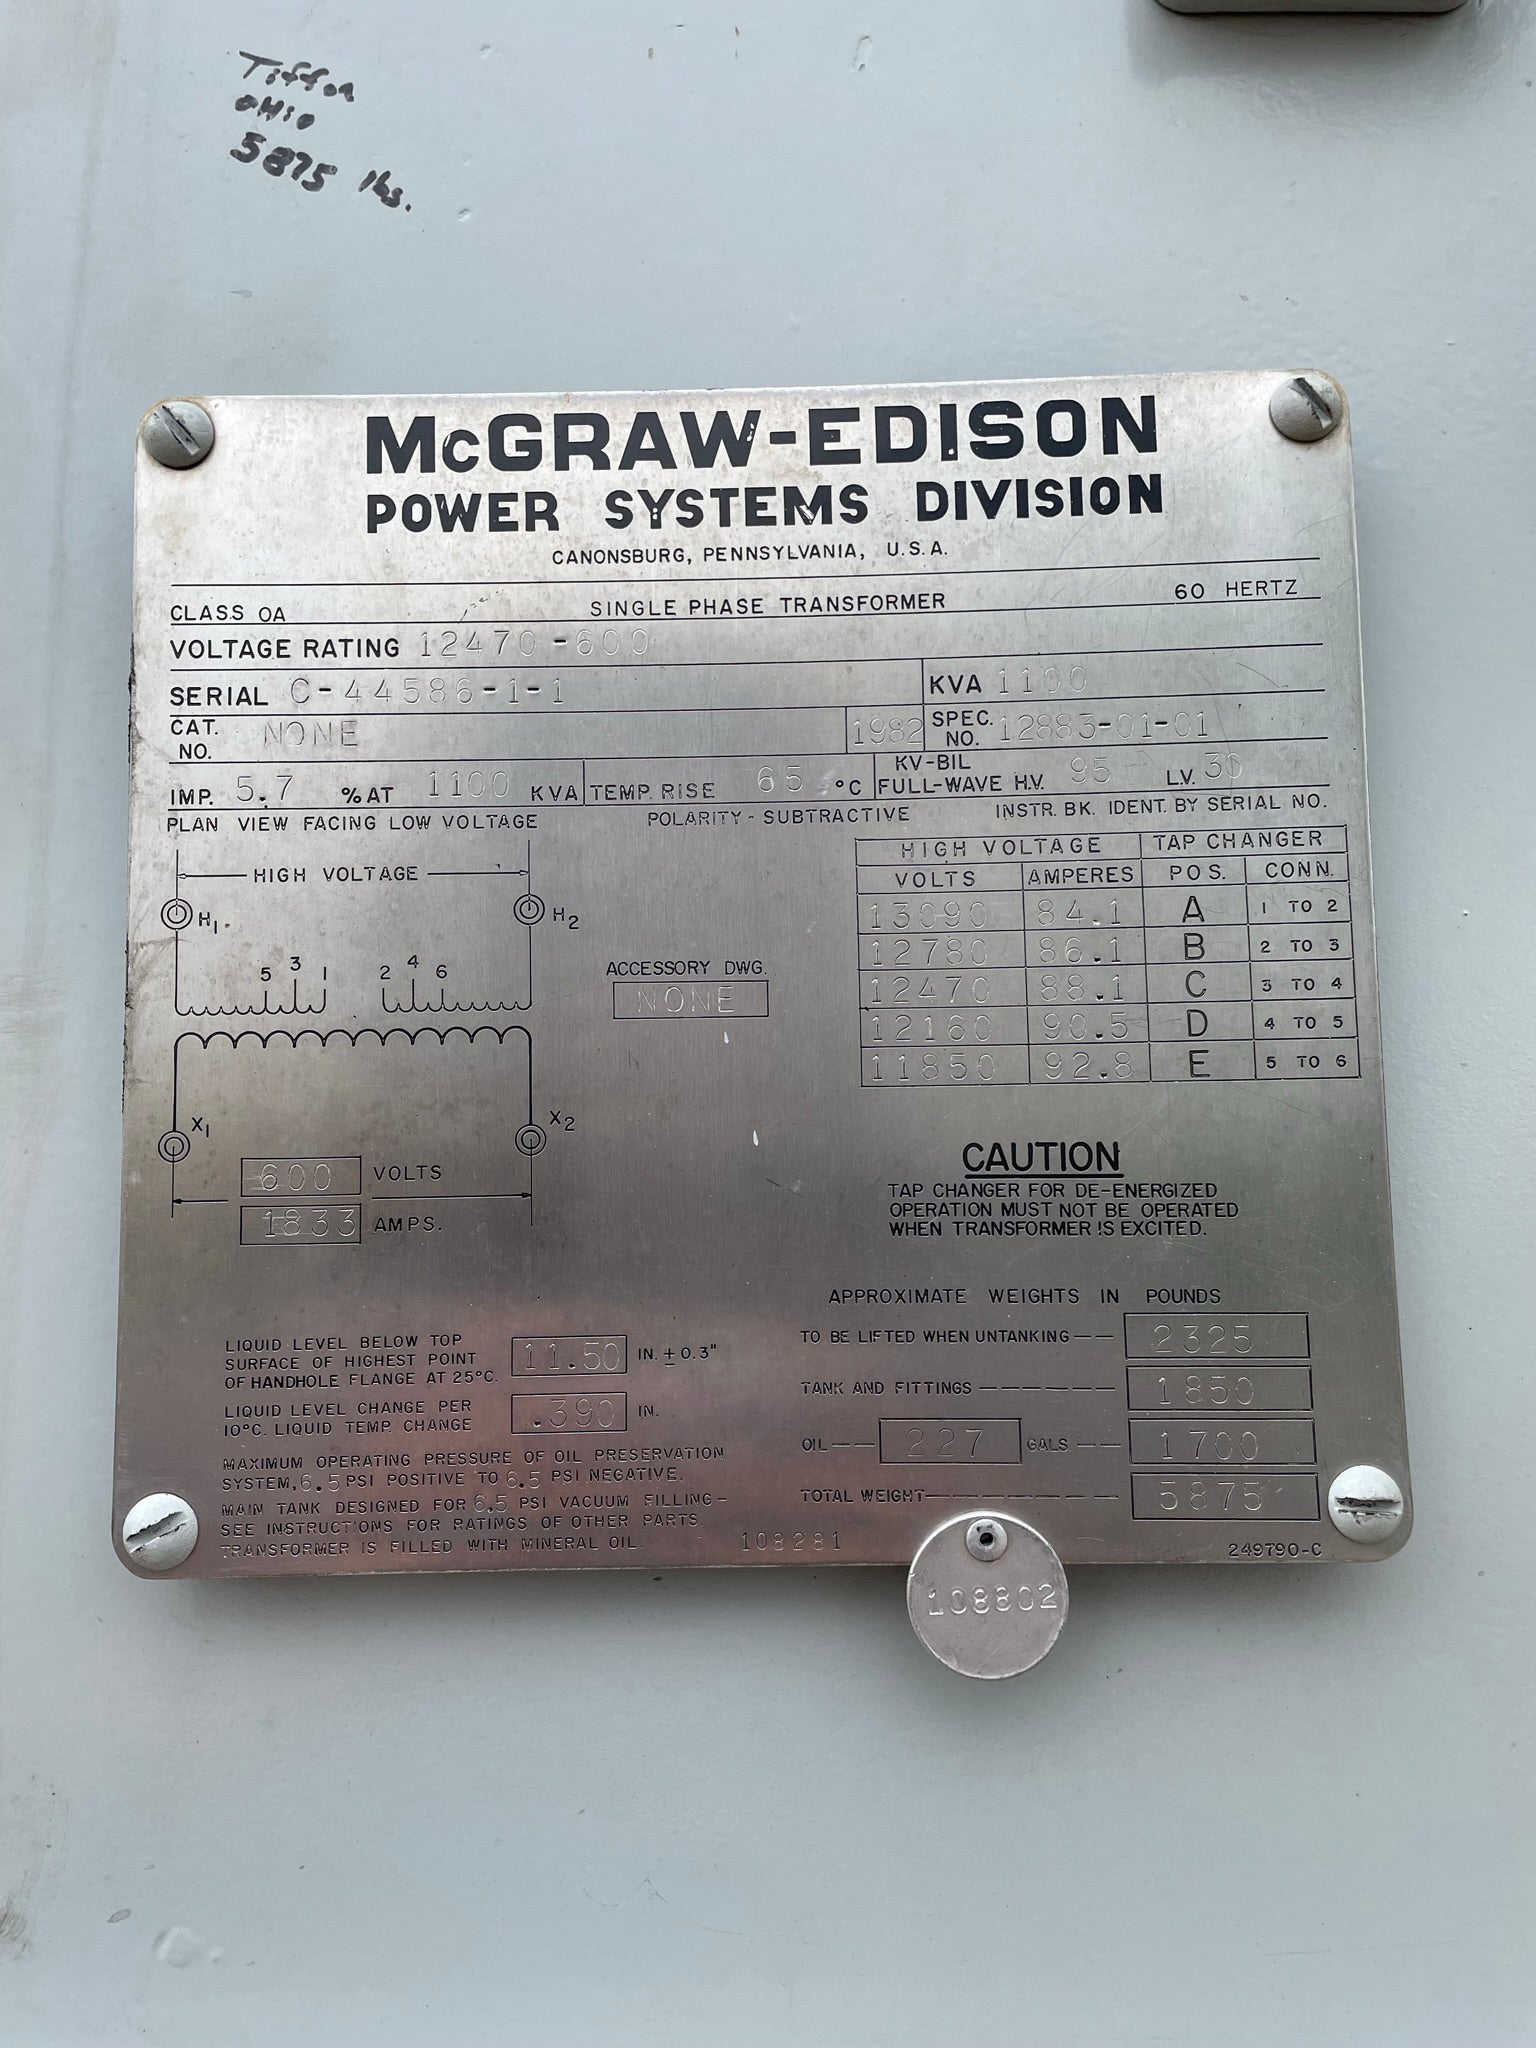 Tiffon
OHIO
5875 lbs.
McGRAW-EDISON
POWER SYSTEMS DIVISION
CANONSBURG, PENNSYLVANIA, U.S.A.
CLASS OA SINGLE PHASE TRANSFORMER 60 HERTZ
VOLTAGE RATING 12470-600
SERIAL C-44586-1-1 KVA 1100
CAT. NO. NONE 1982 SPEC. NO. 12883-01-01
IMP. 5.7 % AT 1100 KVA TEMP. RISE 65 °C KV-BIL FULL-WAVE H.V. 95 L.V. 30
PLAN VIEW FACING LOW VOLTAGE POLARITY - SUBTRACTIVE INSTR. BK. IDENT. BY SERIAL NO.
HIGH VOLTAGE
H1 H2
5 3 1 2 4 6
X1 X2
600 VOLTS
1833 AMPS.
ACCESSORY DWG.
NONE
HIGH VOLTAGE TAP CHANGER
VOLTS AMPERES POS. CONN.
13090 84.1 A 1 TO 2
12780 86.1 B 2 TO 3
12470 88.1 C 3 TO 4
12160 90.5 D 4 TO 5
11850 92.8 E 5 TO 6
CAUTION
TAP CHANGER FOR DE-ENERGIZED
OPERATION MUST NOT BE OPERATED
WHEN TRANSFORMER IS EXCITED.
LIQUID LEVEL BELOW TOP
SURFACE OF HIGHEST POINT 11.50 IN. ± 0.3"
OF HANDHOLE FLANGE AT 25°C.
LIQUID LEVEL CHANGE PER
10°C. LIQUID TEMP. CHANGE .390 IN.
MAXIMUM OPERATING PRESSURE OF OIL PRESERVATION
SYSTEM, 6.5 PSI POSITIVE TO 6.5 PSI NEGATIVE.
MAIN TANK DESIGNED FOR 6.5 PSI VACUUM FILLING-
SEE INSTRUCTIONS FOR RATINGS OF OTHER PARTS.
TRANSFORMER IS FILLED WITH MINERAL OIL. 108281
APPROXIMATE WEIGHTS IN POUNDS
TO BE LIFTED WHEN UNTANKING 2325
TANK AND FITTINGS 1850
OIL 227 GALS 1700
TOTAL WEIGHT 5875
249790-C
108802